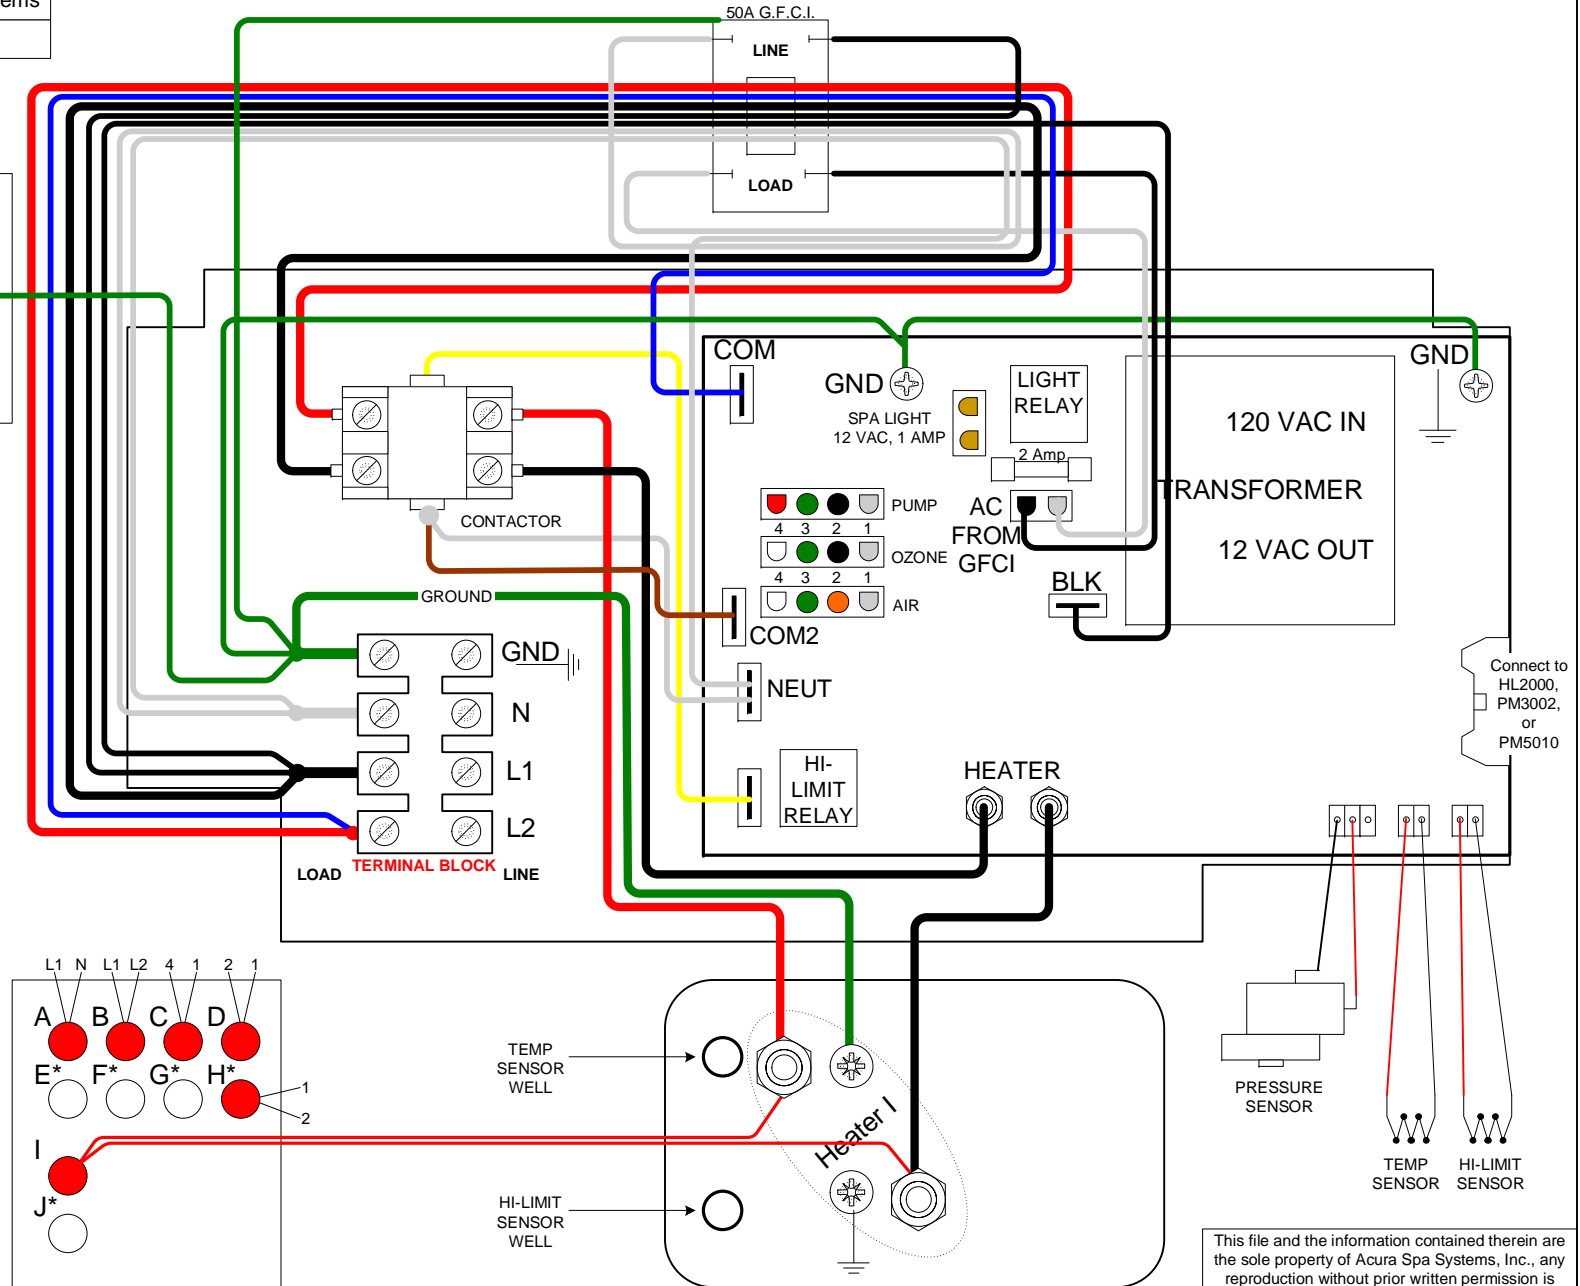 ems
50A G.F.C.I.
LINE
LOAD
COM
GND
SPA LIGHT
12 VAC, 1 AMP
LIGHT
RELAY
2 Amp
120 VAC IN
TRANSFORMER
12 VAC OUT
GND
PUMP
4 3 2 1
OZONE
4 3 2 1
AIR
AC
FROM
GFCI
BLK
CONTACTOR
GROUND
COM2
NEUT
HI-
LIMIT
RELAY
HEATER
Connect to
HL2000,
PM3002,
or
PM5010
GND
N
L1
L2
LOAD
TERMINAL BLOCK
LINE
L1 N L1 L2 4 1 2 1
A B C D
E* F* G* H*
1
2
I
J*
TEMP
SENSOR
WELL
HI-LIMIT
SENSOR
WELL
Heater I
PRESSURE
SENSOR
TEMP
SENSOR
HI-LIMIT
SENSOR
This file and the information contained therein are
the sole property of Acura Spa Systems, Inc., any
reproduction without prior written permission is